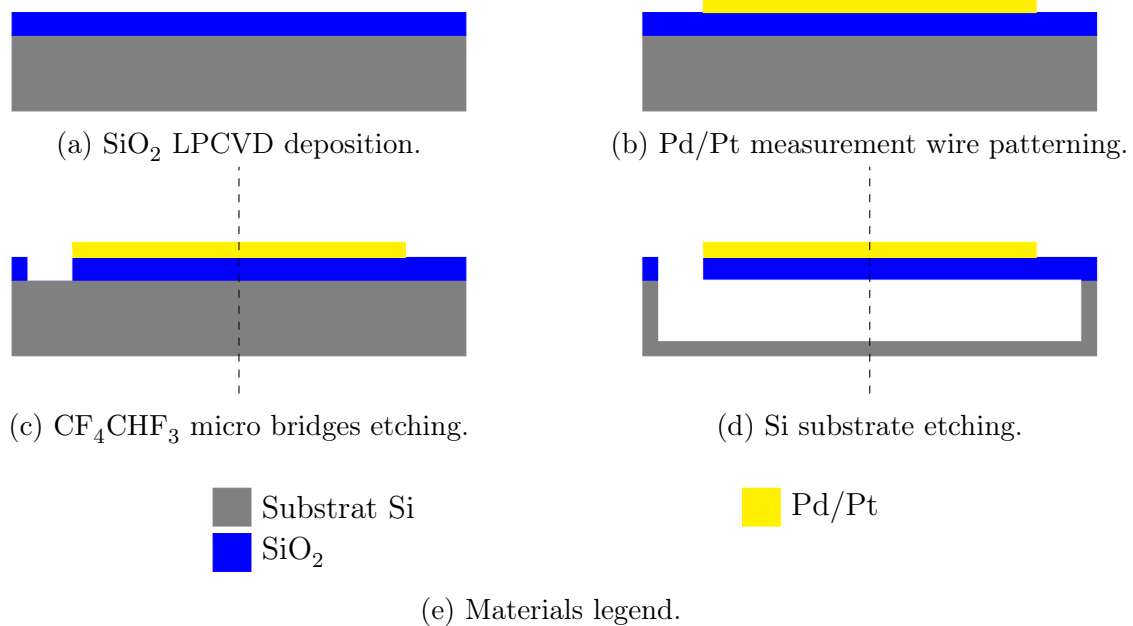 (a) SiO₂ LPCVD deposition.
(b) Pd/Pt measurement wire patterning.
(c) CF₄CHF₃ micro bridges etching.
(d) Si substrate etching.
Substrat Si
Pd/Pt
SiO₂
(e) Materials legend.